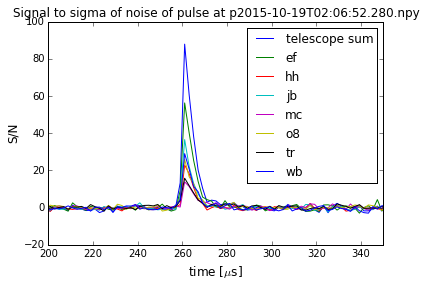 Signal to sigma of noise of pulse at p2015-10-19T02:06:52.280.npy
100
80
60
40
20
0
−20
S/N
telescope sum
ef
hh
jb
mc
o8
tr
wb
200 220 240 260 280 300 320 340
time [μs]